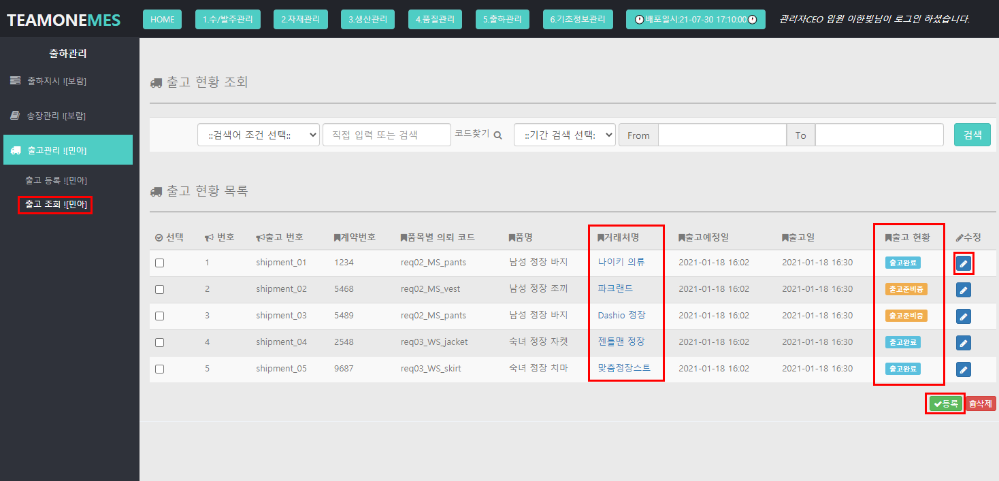 TEAMONEMES HOME 1.수/발주관리 2.자재관리 3.생산관리 4.품질관리 5.출하관리 6.기초정보관리 배포일시:21-07-30 17:10:00 관리자CEO 임원 이한빛님이 로그인 하셨습니다.
출하관리
출하지시 ![보람]
송장관리 ![보람]
출고관리 ![민아]
출고 등록 ![민아]
출고 조회 ![민아]
출고 현황 조회
::검색어 조건 선택:: 직접 입력 또는 검색 코드찾기 ::기간 검색 선택: From To 검색
출고 현황 목록
선택 번호 출고 번호 계약번호 품목별 의뢰 코드 품명 거래처명 출고예정일 출고일 출고 현황 수정
1 shipment_01 1234 req02_MS_pants 남성 정장 바지 나이키 의류 2021-01-18 16:02 2021-01-18 16:30 출고완료
2 shipment_02 5468 req02_MS_vest 남성 정장 조끼 파크랜드 2021-01-18 16:02 2021-01-18 16:30 출고준비중
3 shipment_03 5489 req02_MS_pants 남성 정장 바지 Dashio 정장 2021-01-18 16:02 2021-01-18 16:30 출고준비중
4 shipment_04 2548 req03_WS_jacket 숙녀 정장 자켓 젠틀맨 정장 2021-01-18 16:02 2021-01-18 16:30 출고완료
5 shipment_05 9687 req03_WS_skirt 숙녀 정장 치마 맞춤정장스트 2021-01-18 16:02 2021-01-18 16:30 출고완료
등록 삭제